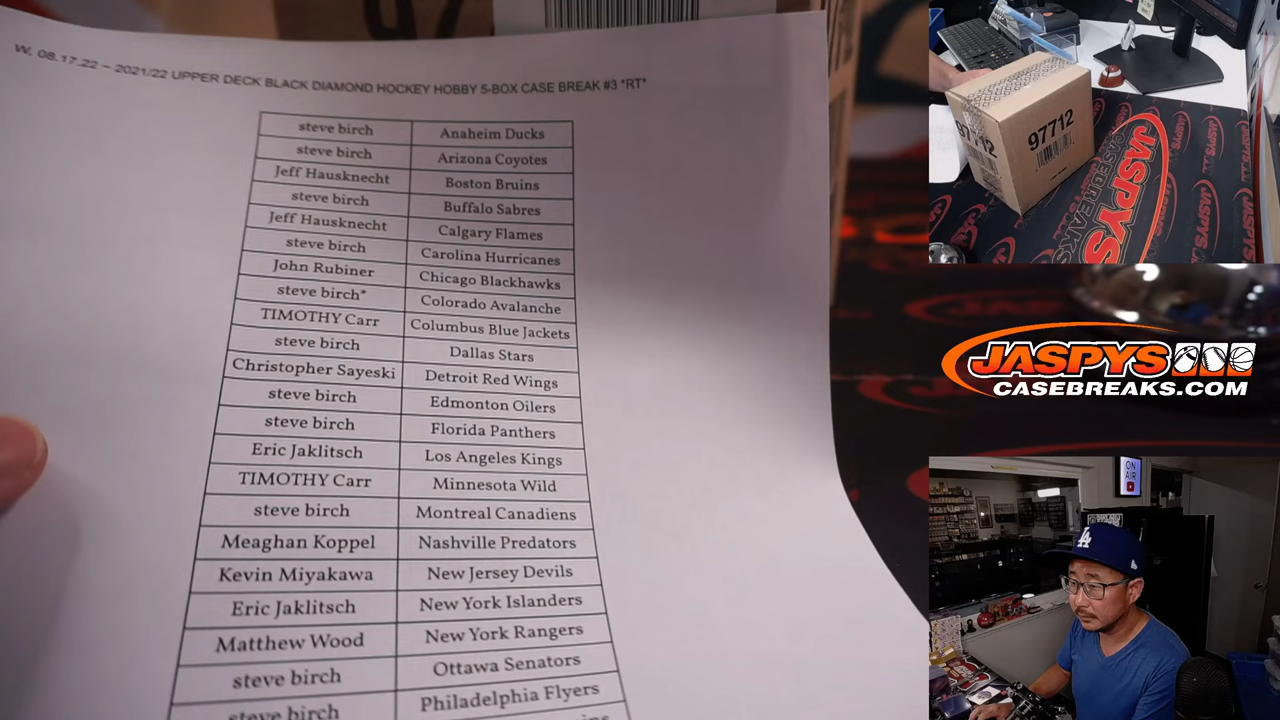 W. 08.17.22 – 2021/22 UPPER DECK BLACK DIAMOND HOCKEY HOBBY 5-BOX CASE BREAK #3 *RT*
steve birch Anaheim Ducks
steve birch Arizona Coyotes
Jeff Hausknecht Boston Bruins
steve birch Buffalo Sabres
Jeff Hausknecht Calgary Flames
steve birch Carolina Hurricanes
John Rubiner Chicago Blackhawks
steve birch* Colorado Avalanche
TIMOTHY Carr Columbus Blue Jackets
steve birch Dallas Stars
Christopher Sayeski Detroit Red Wings
steve birch Edmonton Oilers
steve birch Florida Panthers
Eric Jaklitsch Los Angeles Kings
TIMOTHY Carr Minnesota Wild
steve birch Montreal Canadiens
Meaghan Koppel Nashville Predators
Kevin Miyakawa New Jersey Devils
Eric Jaklitsch New York Islanders
Matthew Wood New York Rangers
steve birch Ottawa Senators
steve birch Philadelphia Flyers
97712
97712
JASPYS
CASEBREAKS
JASPYS
CASEBREAKS.COM
ON
AIR
LA